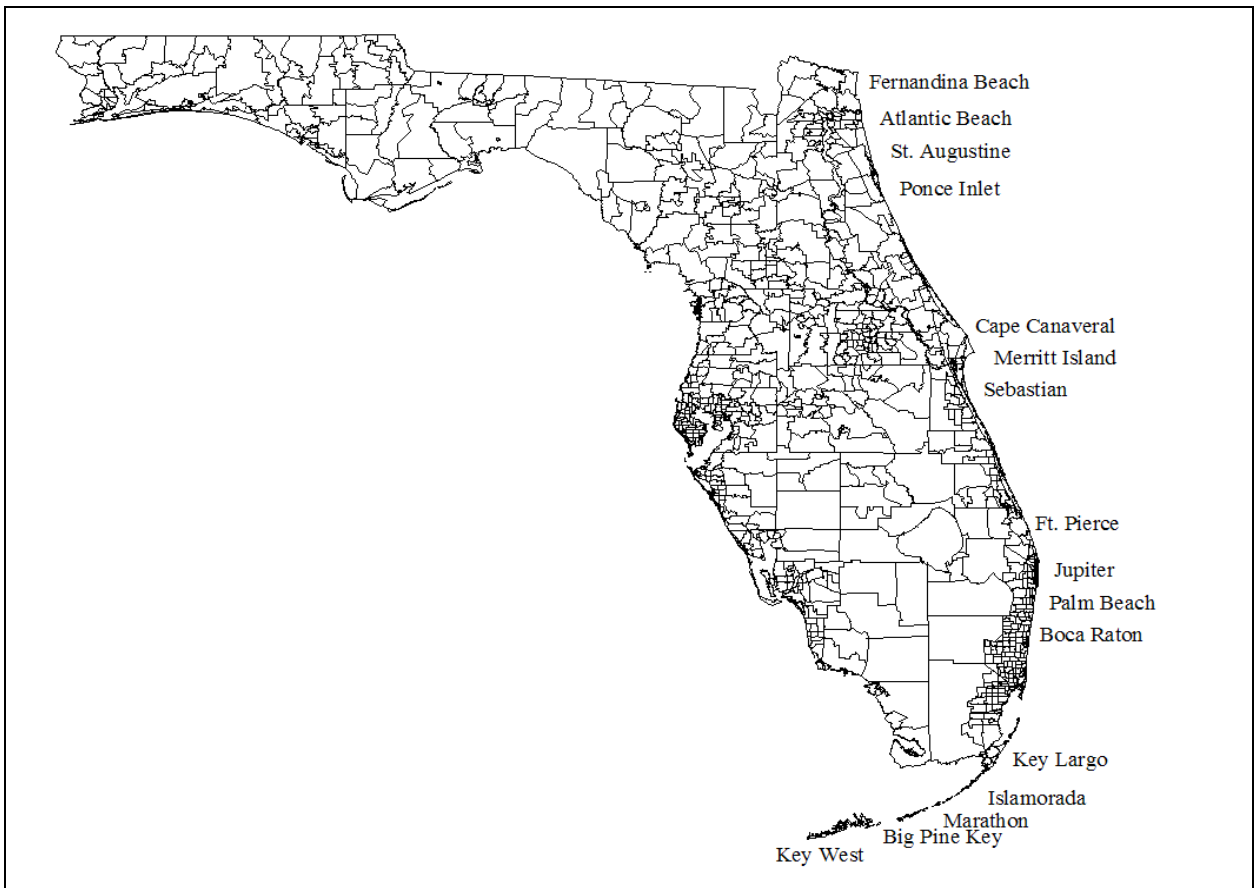 Fernandina Beach
Atlantic Beach
St. Augustine
Ponce Inlet
Cape Canaveral
Merritt Island
Sebastian
Ft. Pierce
Jupiter
Palm Beach
Boca Raton
Key Largo
Islamorada
Marathon
Big Pine Key
Key West